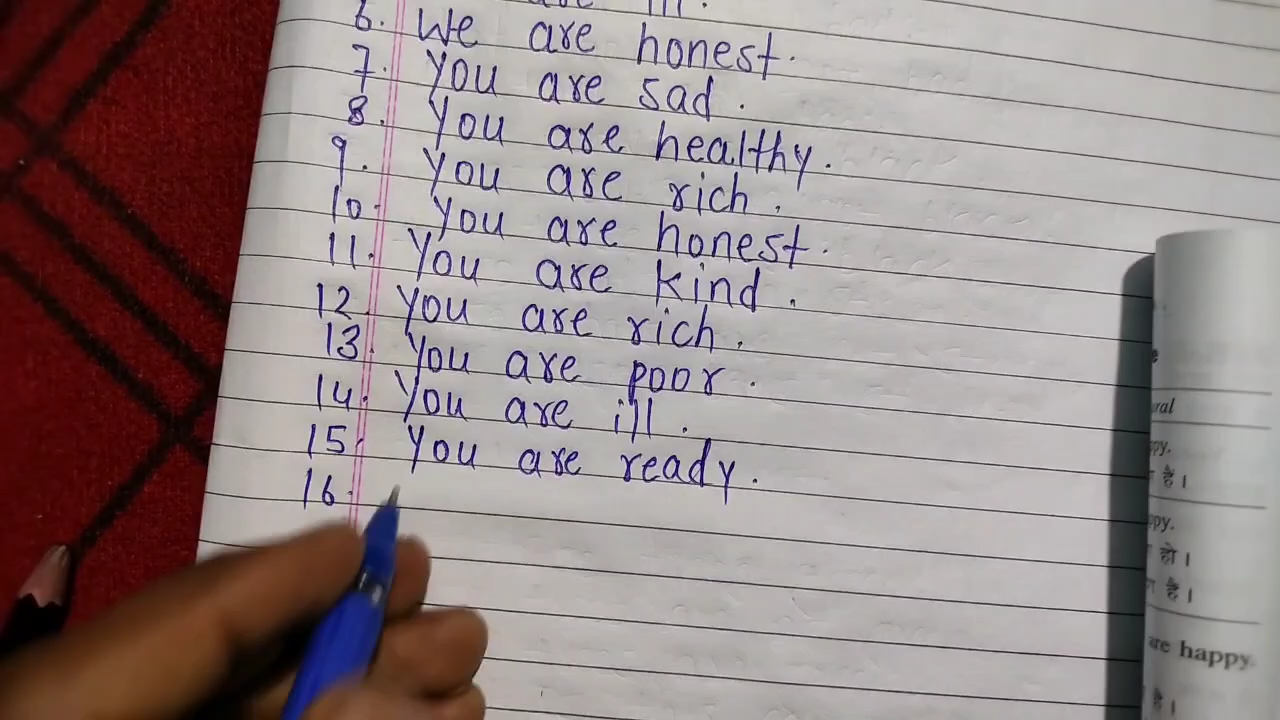 6. We are honest.
7. You are sad.
8. You are healthy.
9. You are rich.
10. You are honest.
11. You are kind.
12. You are rich.
13. You are poor.
14. You are ill.
15. You are ready.
16.
है।
हो।
है।
are happy.
है।